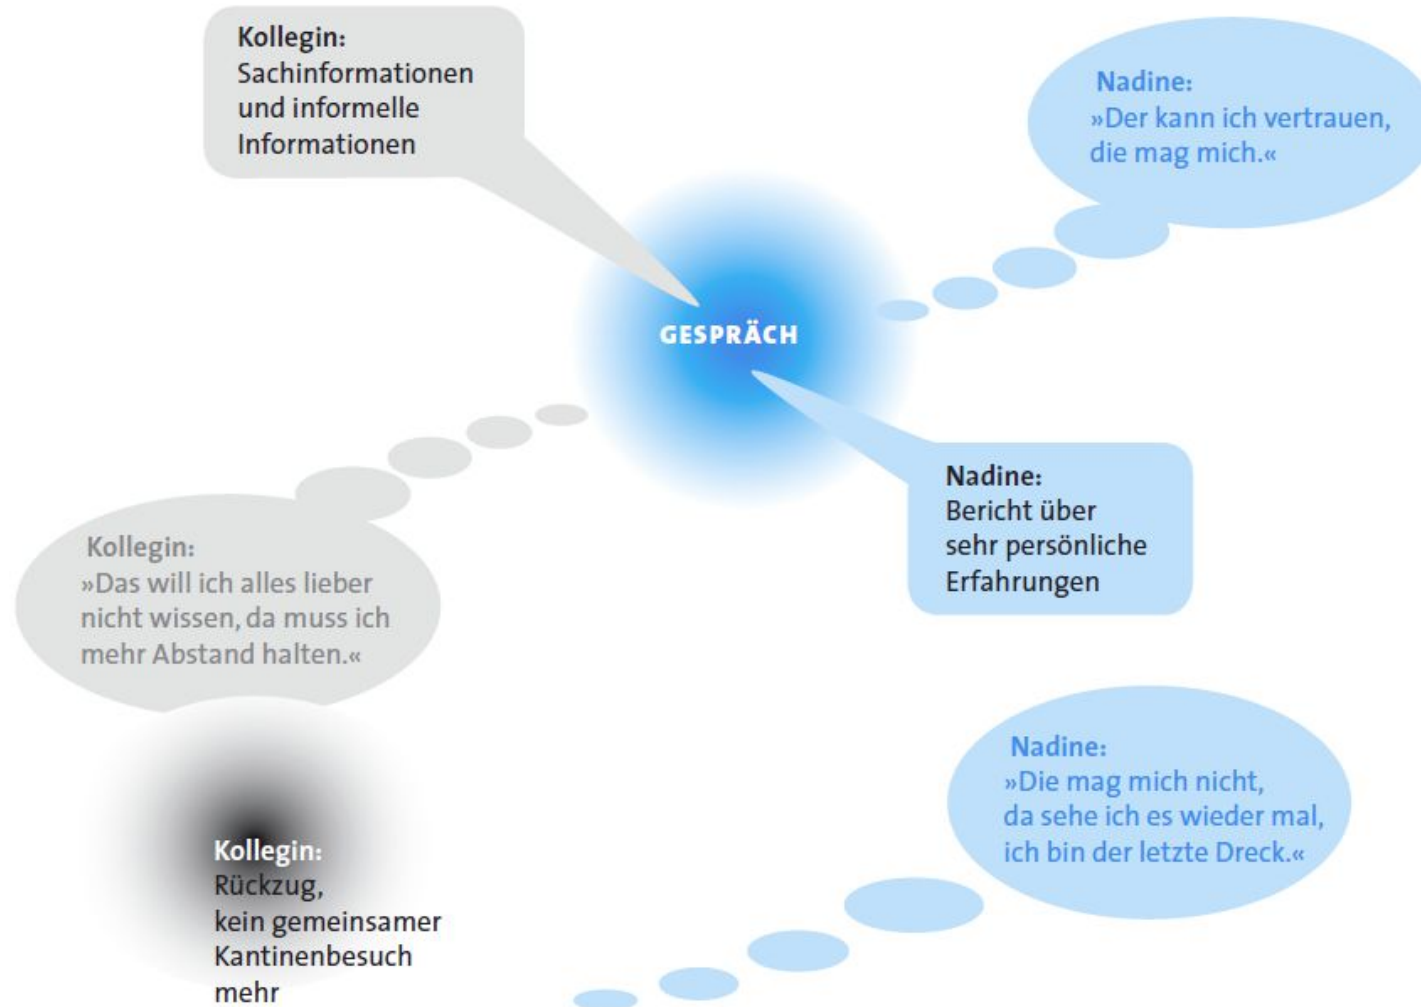 Kollegin:
Sachinformationen
und informelle
Informationen
Nadine:
»Der kann ich vertrauen,
die mag mich.«
GESPRÄCH
Nadine:
Bericht über
sehr persönliche
Erfahrungen
Kollegin:
»Das will ich alles lieber
nicht wissen, da muss ich
mehr Abstand halten.«
Nadine:
»Die mag mich nicht,
da sehe ich es wieder mal,
ich bin der letzte Dreck.«
Kollegin:
Rückzug,
kein gemeinsamer
Kantinenbesuch
mehr